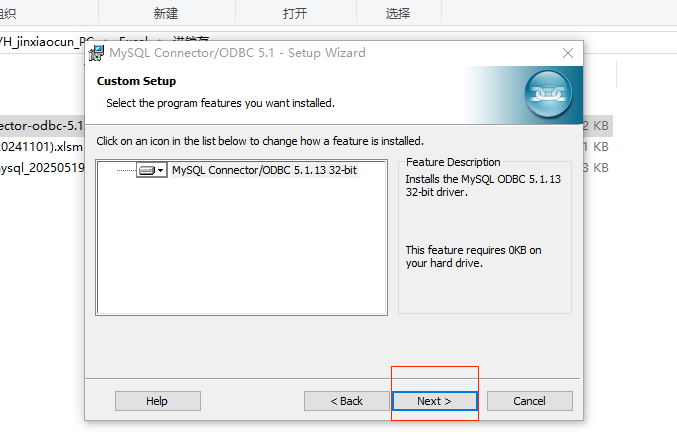 组织
新建
打开
选择
/H_jinxiaocun_PC
Excel
进销存
MySQL Connector/ODBC 5.1 - Setup Wizard
Custom Setup
Select the program features you want installed.
ector-odbc-5.1
2 KB
Click on an icon in the list below to change how a feature is installed.
20241101).xlsm
1 KB
MySQL Connector/ODBC 5.1.13 32-bit
Feature Description
ysql_20250519
3 KB
Installs the MySQL ODBC 5.1.13
32-bit driver.
This feature requires 0KB on
your hard drive.
Help
< Back
Next >
Cancel